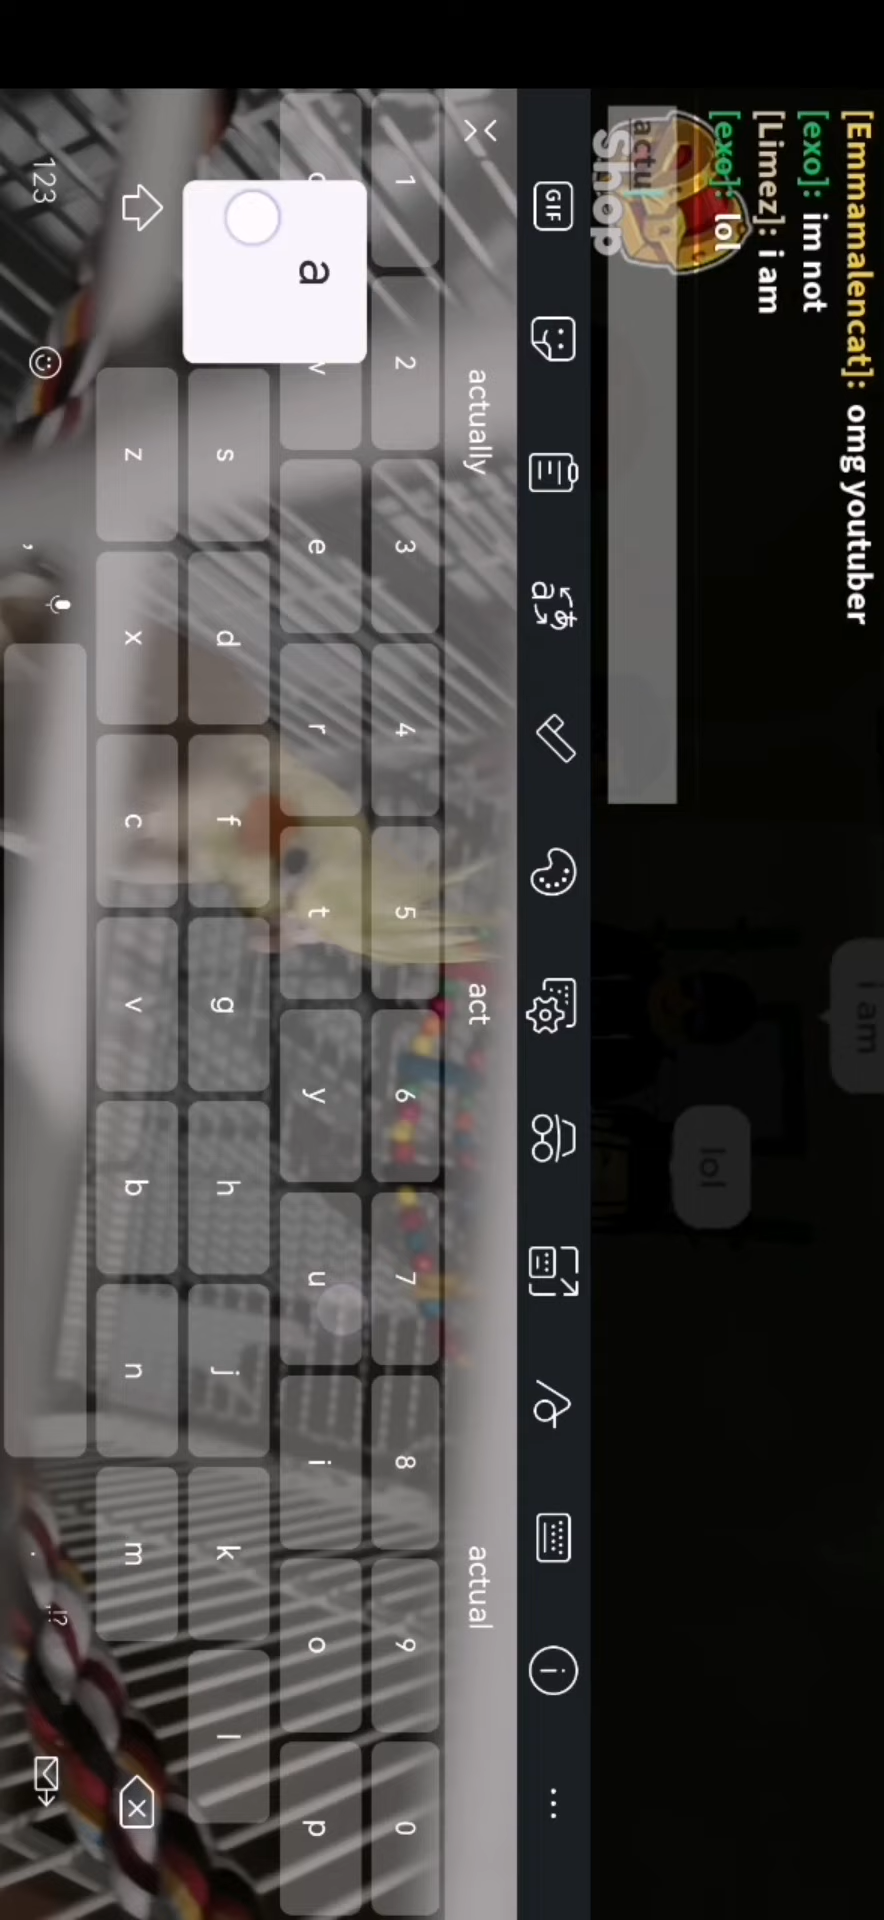 [Emmamalencat]: omg youtuber
[exo]: im not
[Limez]: i am
[exo]: lol
actu
Shop
i am
lol
GIF
actually
act
actual
1 2 3 4 5 6 7 8 9 0
e r t y u i o p
a
s d f g h j k l
z x c v b n m
123
,
.
!?